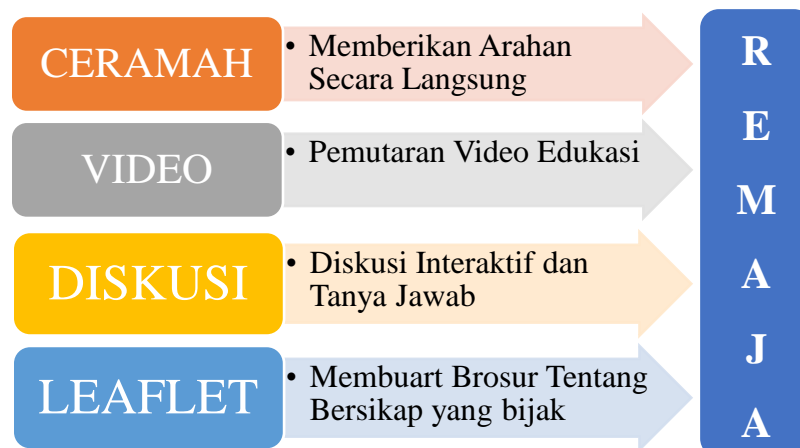 CERAMAH
• Memberikan Arahan
Secara Langsung
VIDEO
• Pemutaran Video Edukasi
DISKUSI
• Diskusi Interaktif dan
Tanya Jawab
LEAFLET
• Membuart Brosur Tentang
Bersikap yang bijak
R
E
M
A
J
A